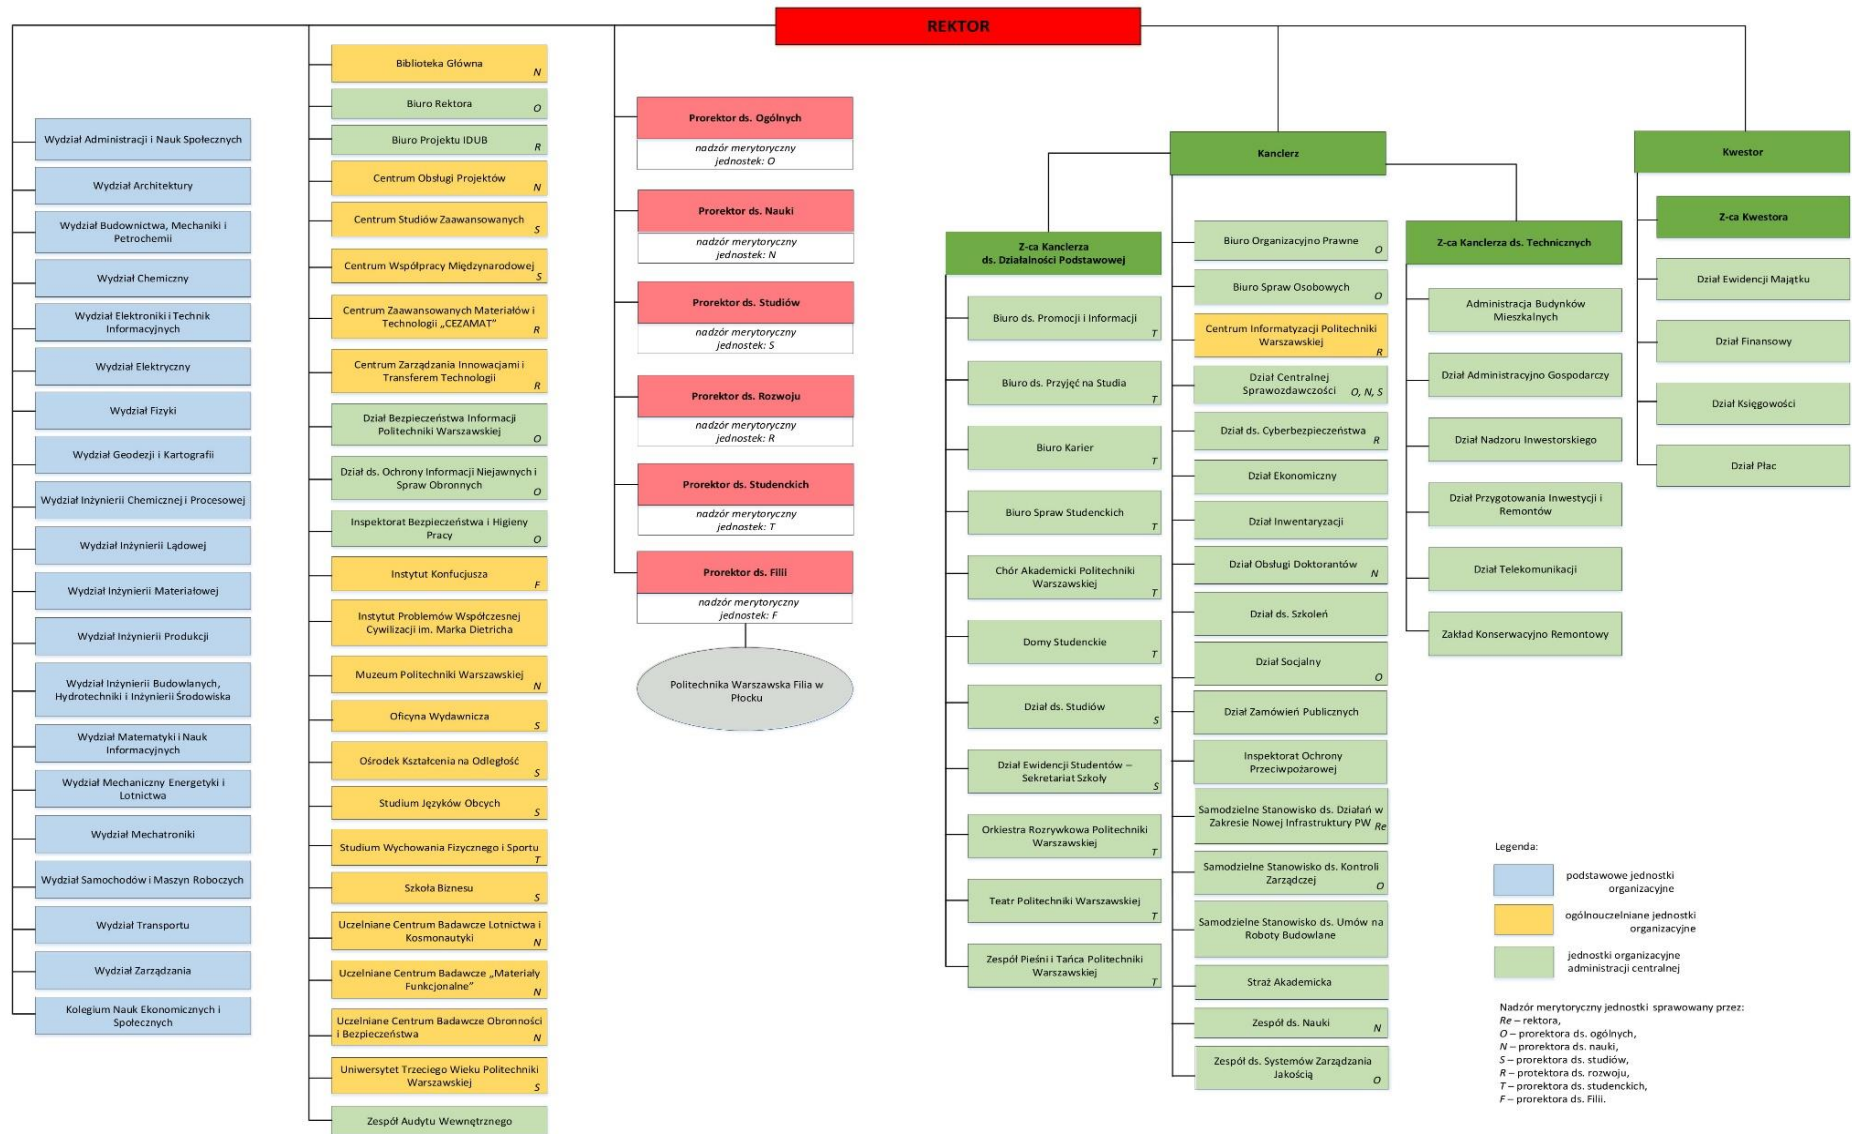 REKTOR
Wydział Administracji i Nauk Społecznych
Wydział Architektury
Wydział Budownictwa, Mechaniki i
Petrochemii
Wydział Chemiczny
Wydział Elektroniki i Technik
Informacyjnych
Wydział Elektryczny
Wydział Fizyki
Wydział Geodezji i Kartografii
Wydział Inżynierii Chemicznej i Procesowej
Wydział Inżynierii Lądowej
Wydział Inżynierii Materiałowej
Wydział Inżynierii Produkcji
Wydział Inżynierii Budowlanych,
Hydrotechniki i Inżynierii Środowiska
Wydział Matematyki i Nauk
Informacyjnych
Wydział Mechaniczny Energetyki i
Lotnictwa
Wydział Mechatroniki
Wydział Samochodów i Maszyn Roboczych
Wydział Transportu
Wydział Zarządzania
Kolegium Nauk Ekonomicznych i
Społecznych
Biblioteka Główna
N
Biuro Rektora
O
Biuro Projektu IDUB
R
Centrum Obsługi Projektów
N
Centrum Studiów Zaawansowanych
S
Centrum Współpracy Międzynarodowej
S
Centrum Zaawansowanych Materiałów i
Technologii „CEZAMAT”
R
Centrum Zarządzania Innowacjami i
Transferem Technologii
R
Dział Bezpieczeństwa Informacji
Politechniki Warszawskiej
O
Dział ds. Ochrony Informacji Niejawnych i
Spraw Obronnych
O
Inspektorat Bezpieczeństwa i Higieny
Pracy
O
Instytut Konfucjusza
F
Instytut Problemów Współczesnej
Cywilizacji im. Marka Dietricha
Muzeum Politechniki Warszawskiej
N
Oficyna Wydawnicza
S
Ośrodek Kształcenia na Odległość
S
Studium Języków Obcych
S
Studium Wychowania Fizycznego i Sportu
T
Szkoła Biznesu
S
Uczelniane Centrum Badawcze Lotnictwa i
Kosmonautyki
N
Uczelniane Centrum Badawcze „Materiały
Funkcjonalne”
N
Uczelniane Centrum Badawcze Obronności
i Bezpieczeństwa
N
Uniwersytet Trzeciego Wieku Politechniki
Warszawskiej
S
Zespół Audytu Wewnętrznego
Prorektor ds. Ogólnych
nadzór merytoryczny
jednostek: O
Prorektor ds. Nauki
nadzór merytoryczny
jednostek: N
Prorektor ds. Studiów
nadzór merytoryczny
jednostek: S
Prorektor ds. Rozwoju
nadzór merytoryczny
jednostek: R
Prorektor ds. Studenckich
nadzór merytoryczny
jednostek: T
Prorektor ds. Filii
nadzór merytoryczny
jednostek: F
Politechnika Warszawska Filia w
Płocku
Kanclerz
Z-ca Kanclerza
ds. Działalności Podstawowej
Biuro ds. Promocji i Informacji
T
Biuro ds. Przyjęć na Studia
T
Biuro Karier
T
Biuro Spraw Studenckich
T
Chór Akademicki Politechniki
Warszawskiej
T
Domy Studenckie
T
Dział ds. Studiów
S
Dział Ewidencji Studentów –
Sekretariat Szkoły
S
Orkiestra Rozrywkowa Politechniki
Warszawskiej
T
Teatr Politechniki Warszawskiej
T
Zespół Pieśni i Tańca Politechniki
Warszawskiej
T
Biuro Organizacyjno Prawne
O
Biuro Spraw Osobowych
O
Centrum Informatyzacji Politechniki
Warszawskiej
R
Dział Centralnej
Sprawozdawczości O, N, S
Dział ds. Cyberbezpieczeństwa
R
Dział Ekonomiczny
Dział Inwentaryzacji
Dział Obsługi Doktorantów
N
Dział ds. Szkoleń
Dział Socjalny
O
Dział Zamówień Publicznych
Inspektorat Ochrony
Przeciwpożarowej
Samodzielne Stanowisko ds. Działań w
Zakresie Nowej Infrastruktury PW Re
Samodzielne Stanowisko ds. Kontroli
Zarządczej
O
Samodzielne Stanowisko ds. Umów na
Roboty Budowlane
Straż Akademicka
Zespół ds. Nauki
N
Zespół ds. Systemów Zarządzania
Jakością
O
Z-ca Kanclerza ds. Technicznych
Administracja Budynków
Mieszkalnych
Dział Administracyjno Gospodarczy
Dział Nadzoru Inwestorskiego
Dział Przygotowania Inwestycji i
Remontów
Dział Telekomunikacji
Zakład Konserwacyjno Remontowy
Kwestor
Z-ca Kwestora
Dział Ewidencji Majątku
Dział Finansowy
Dział Księgowości
Dział Płac
Legenda:
podstawowe jednostki
organizacyjne
ogólnouczelniane jednostki
organizacyjne
jednostki organizacyjne
administracji centralnej
Nadzór merytoryczny jednostki sprawowany przez:
Re – rektora,
O – prorektora ds. ogólnych,
N – prorektora ds. nauki,
S – prorektora ds. studiów,
R – protektora ds. rozwoju,
T – prorektora ds. studenckich,
F – prorektora ds. Filii.